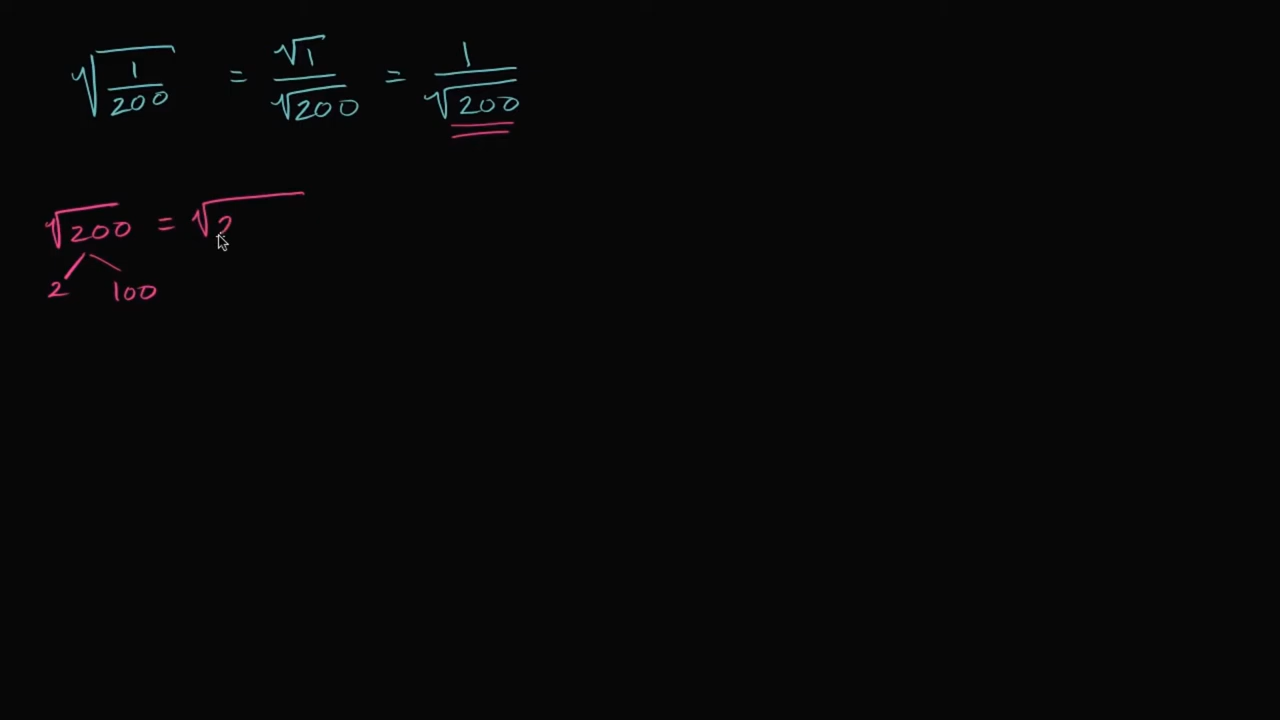 √(1/200) = √1/√200 = 1/√200
√200 = √2
2 100